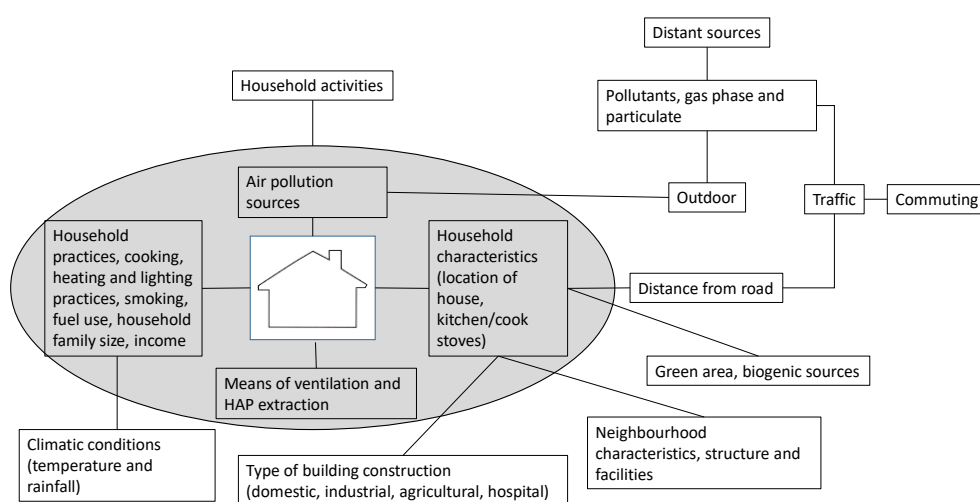 Distant sources
Household activities
Pollutants, gas phase and
particulate
Air pollution
sources
Outdoor
Traffic
Commuting
Household
practices, cooking,
heating and lighting
practices, smoking,
fuel use, household
family size, income
Household
characteristics
(location of
house,
kitchen/cook
stoves)
Distance from road
Means of ventilation and
HAP extraction
Green area, biogenic sources
Climatic conditions
(temperature and
rainfall)
Type of building construction
(domestic, industrial, agricultural, hospital)
Neighbourhood
characteristics, structure and
facilities